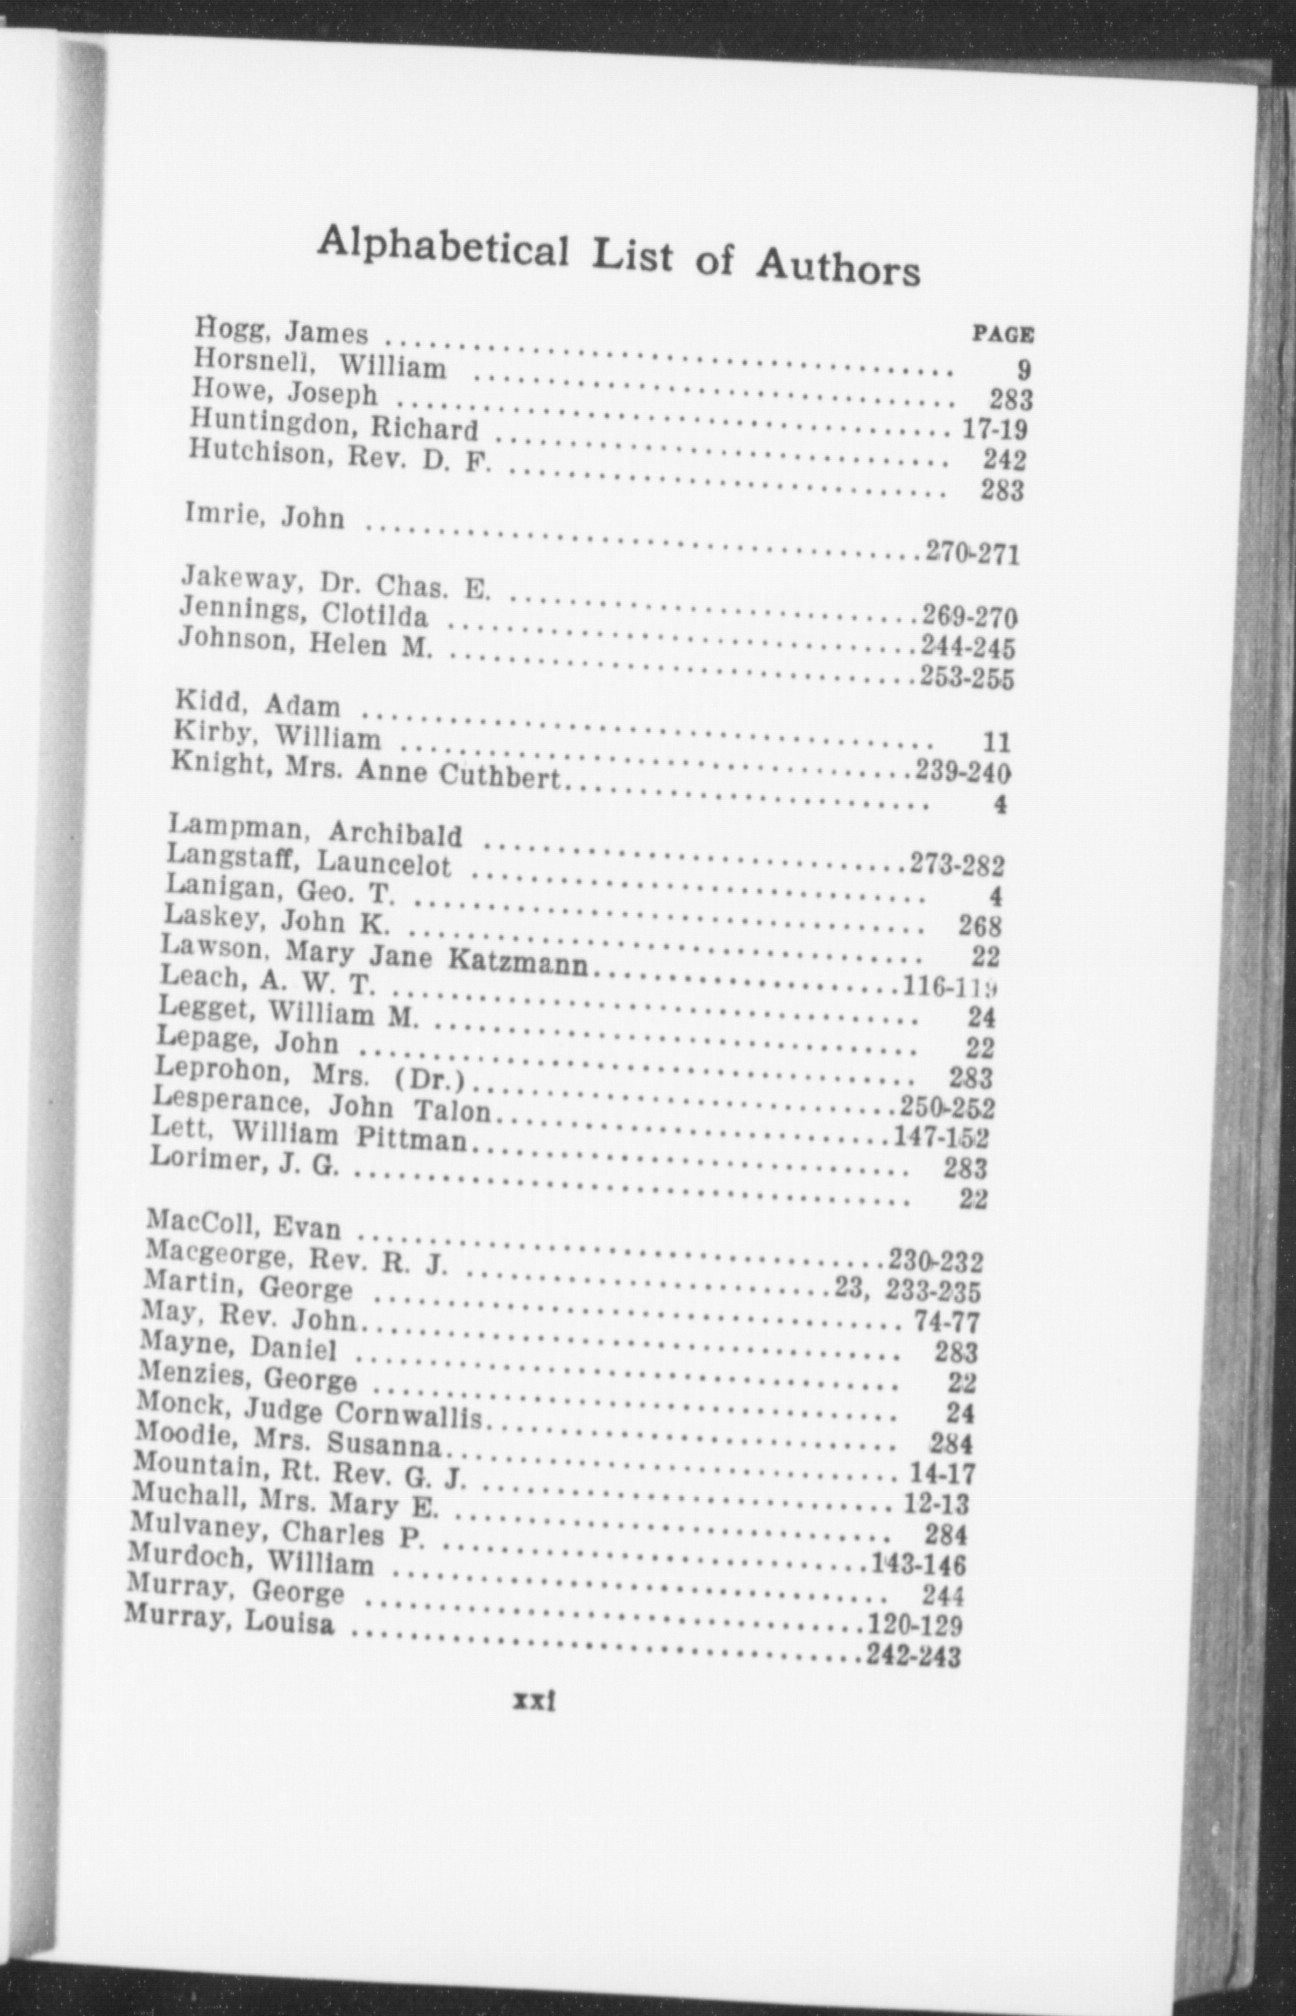 Alphabetical List of Authors
PAGE
Hogg, James ........................................ 9
Horsnell, William ................................. 283
Howe, Joseph ...................................... 17-19
Huntingdon, Richard ............................... 242
Hutchison, Rev. D. F. ............................. 283
Imrie, John ......................................270-271
Jakeway, Dr. Chas. E. ............................269-270
Jennings, Clotilda ...............................244-245
Johnson, Helen M. ................................253-255
Kidd, Adam ........................................ 11
Kirby, William ...................................239-240
Knight, Mrs. Anne Cuthbert......................... 4
Lampman, Archibald ...............................273-282
Langstaff, Launcelot .............................. 4
Lanigan, Geo. T. .................................. 268
Laskey, John K. ................................... 22
Lawson, Mary Jane Katzmann.......................116-119
Leach, A. W. T. ................................... 24
Legget, William M. ................................ 22
Lepage, John ...................................... 283
Leprohon, Mrs. (Dr.).............................250-252
Lesperance, John Talon...........................147-152
Lett, William Pittman.............................. 283
Lorimer, J. G. .................................... 22
MacColl, Evan ....................................230-232
Macgeorge, Rev. R. J. .........................23, 233-235
Martin, George .................................... 74-77
May, Rev. John..................................... 283
Mayne, Daniel ..................................... 22
Menzies, George ................................... 24
Monck, Judge Cornwallis............................ 284
Moodie, Mrs. Susanna............................... 14-17
Mountain, Rt. Rev. G. J. .......................... 12-13
Muchall, Mrs. Mary E. ............................. 284
Mulvaney, Charles P. .............................143-146
Murdoch, William .................................. 244
Murray, George ...................................120-129
Murray, Louisa ...................................242-243
xxi